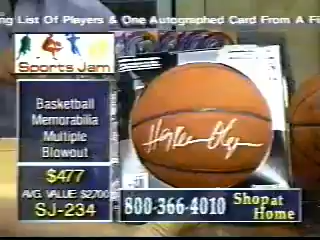 ng List Of Players & One Autographed Card From A Fi
Sports Jam
Basketball
Memorabilia
Multiple
Blowout
$477
AVG. VALUE: $2700
SJ-234
800-366-4010
Shop at
Home